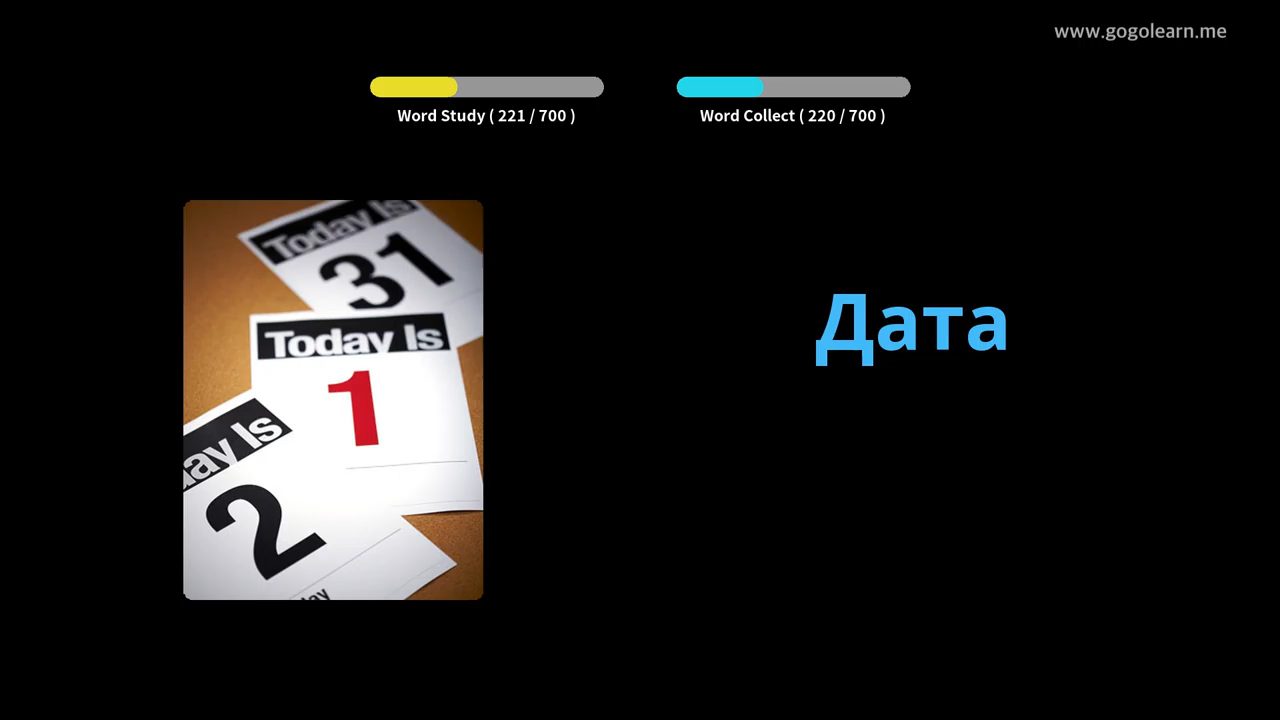 www.gogolearn.me
Word Study ( 221 / 700 )
Word Collect ( 220 / 700 )
Today Is
31
Today Is
1
ay Is
2
Дата